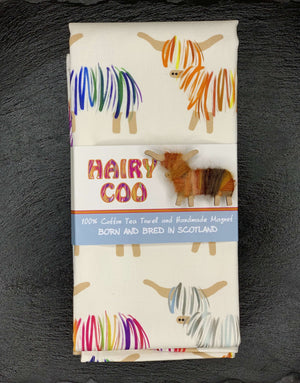 HAIRY
COO
100% Cotton Tea Towel and Handmade Magnet
BORN AND BRED IN SCOTLAND